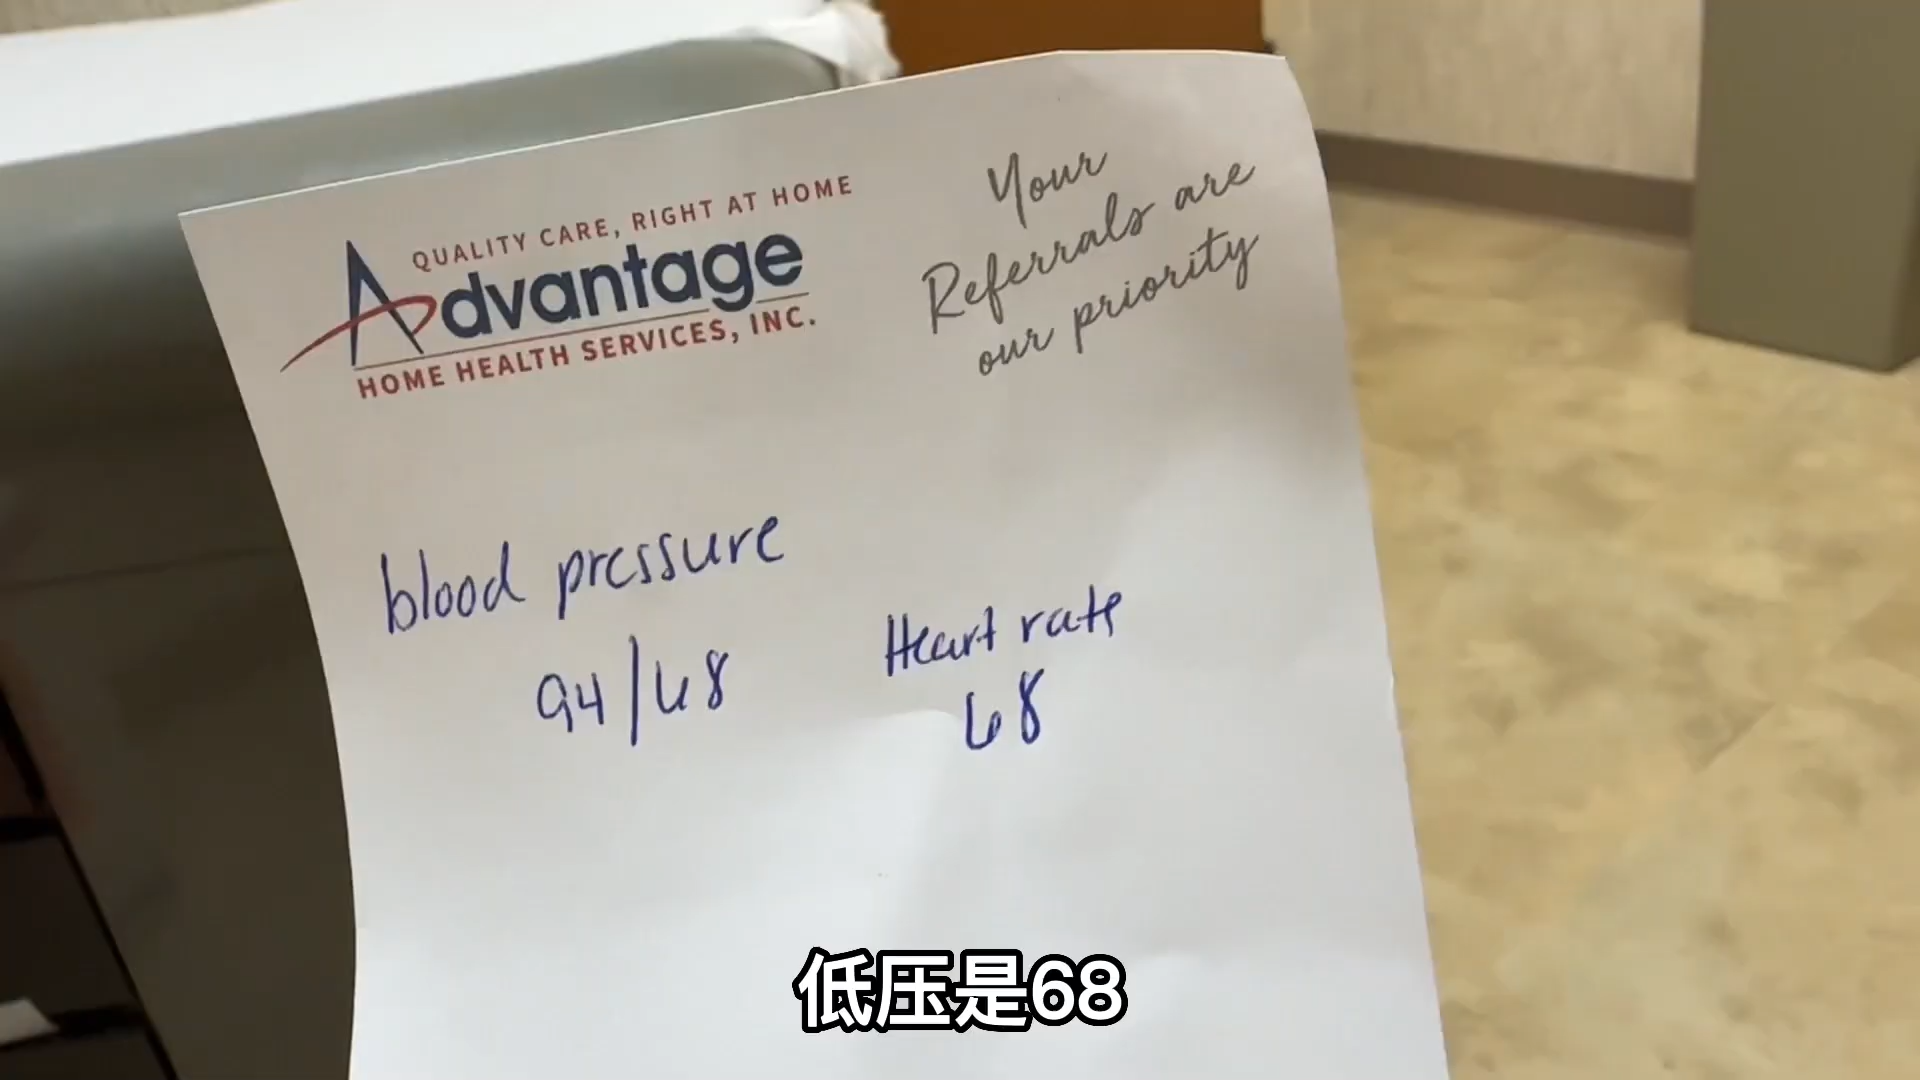 QUALITY CARE, RIGHT AT HOME
Advantage
HOME HEALTH SERVICES, INC.
Your
Referrals are
our priority
blood pressure
94/68
Heart rate
68
低压是68